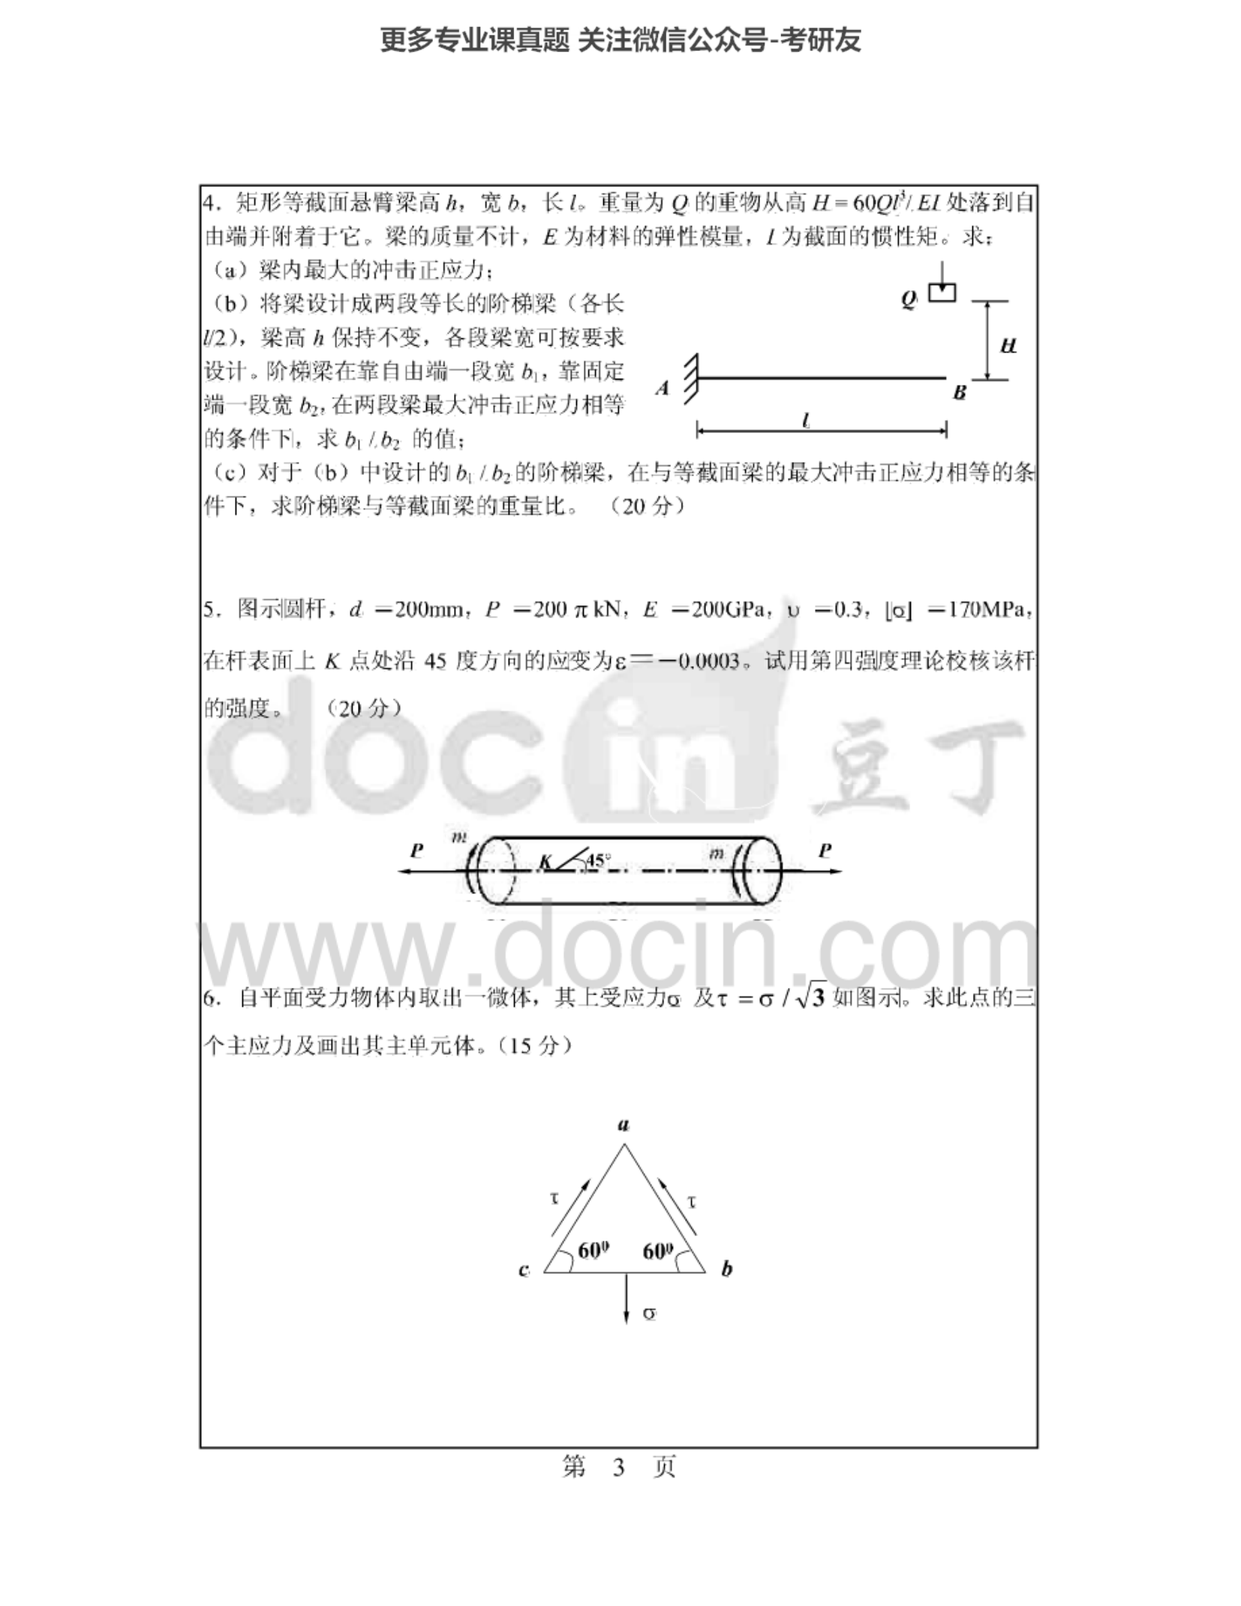 更多专业课真题 关注微信公众号-考研友
4．矩形等截面悬臂梁高 h，宽 b，长 l。重量为 Q 的重物从高 H = 60Ql³/ EI 处落到自
由端并附着于它。梁的质量不计，E 为材料的弹性模量，I 为截面的惯性矩。求：
（a）梁内最大的冲击正应力；
（b）将梁设计成两段等长的阶梯梁（各长
l/2），梁高 h 保持不变，各段梁宽可按要求
设计。阶梯梁在靠自由端一段宽 b₁，靠固定
端一段宽 b₂，在两段梁最大冲击正应力相等
的条件下，求 b₁ / b₂ 的值；
Q
H
A
B
l
（c）对于（b）中设计的 b₁ / b₂ 的阶梯梁，在与等截面梁的最大冲击正应力相等的条
件下，求阶梯梁与等截面梁的重量比。 （20 分）
5．图示圆杆，d ＝200mm，P ＝200 π kN，E ＝200GPa，υ ＝0.3，[σ] ＝170MPa，
在杆表面上 K 点处沿 45 度方向的应变为 ε＝－0.0003。试用第四强度理论校核该杆
的强度。 （20 分）
docin 豆丁
P
m
K
45°
m
P
www.docin.com
6．自平面受力物体内取出一微体，其上受应力σ 及 τ = σ / √3 如图示。求此点的三
个主应力及画出其主单元体。（15 分）
a
τ
τ
60⁰
60⁰
c
b
σ
第 3 页